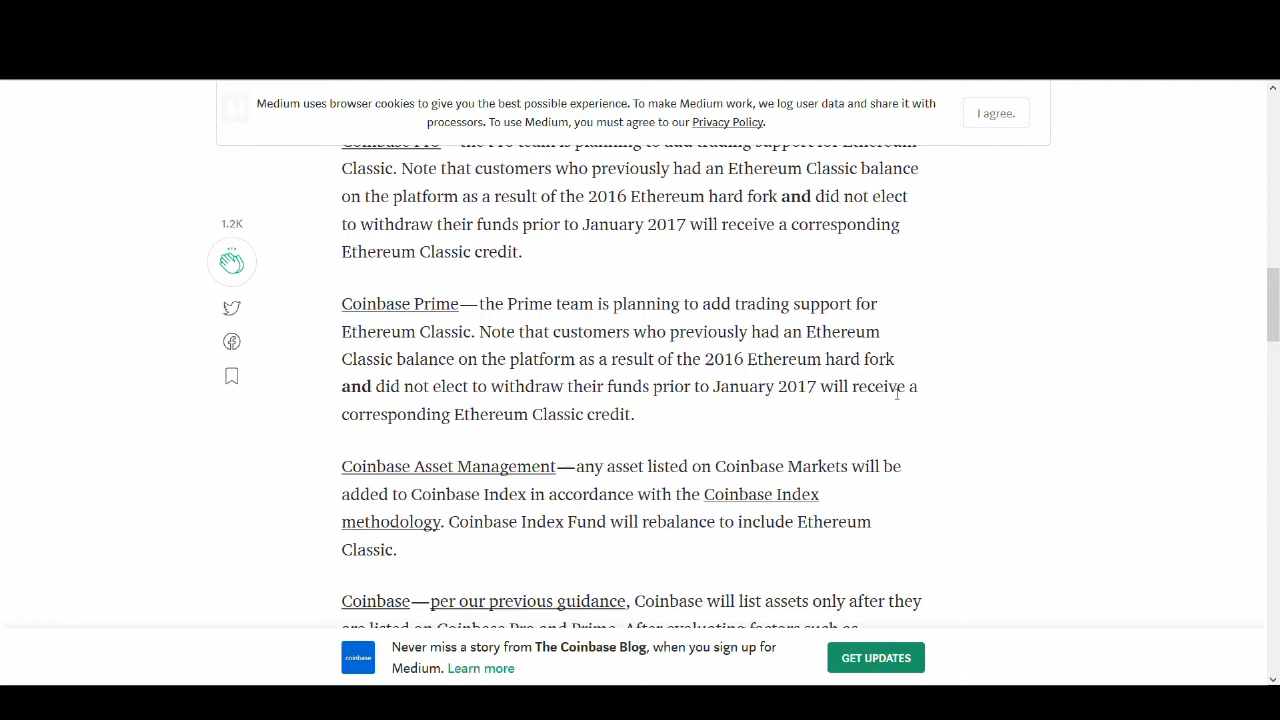 Medium uses browser cookies to give you the best possible experience. To make Medium work, we log user data and share it with
processors. To use Medium, you must agree to our Privacy Policy.
I agree.
Coinbase Pro—the Pro team is planning to add trading support for Ethereum
Classic. Note that customers who previously had an Ethereum Classic balance
on the platform as a result of the 2016 Ethereum hard fork and did not elect
to withdraw their funds prior to January 2017 will receive a corresponding
Ethereum Classic credit.
1.2K
Coinbase Prime—the Prime team is planning to add trading support for
Ethereum Classic. Note that customers who previously had an Ethereum
Classic balance on the platform as a result of the 2016 Ethereum hard fork
and did not elect to withdraw their funds prior to January 2017 will receive a
corresponding Ethereum Classic credit.
Coinbase Asset Management—any asset listed on Coinbase Markets will be
added to Coinbase Index in accordance with the Coinbase Index
methodology. Coinbase Index Fund will rebalance to include Ethereum
Classic.
Coinbase—per our previous guidance, Coinbase will list assets only after they
are listed on Coinbase Pro and Prime. After evaluating factors such as
coinbase
Never miss a story from The Coinbase Blog, when you sign up for
Medium. Learn more
GET UPDATES